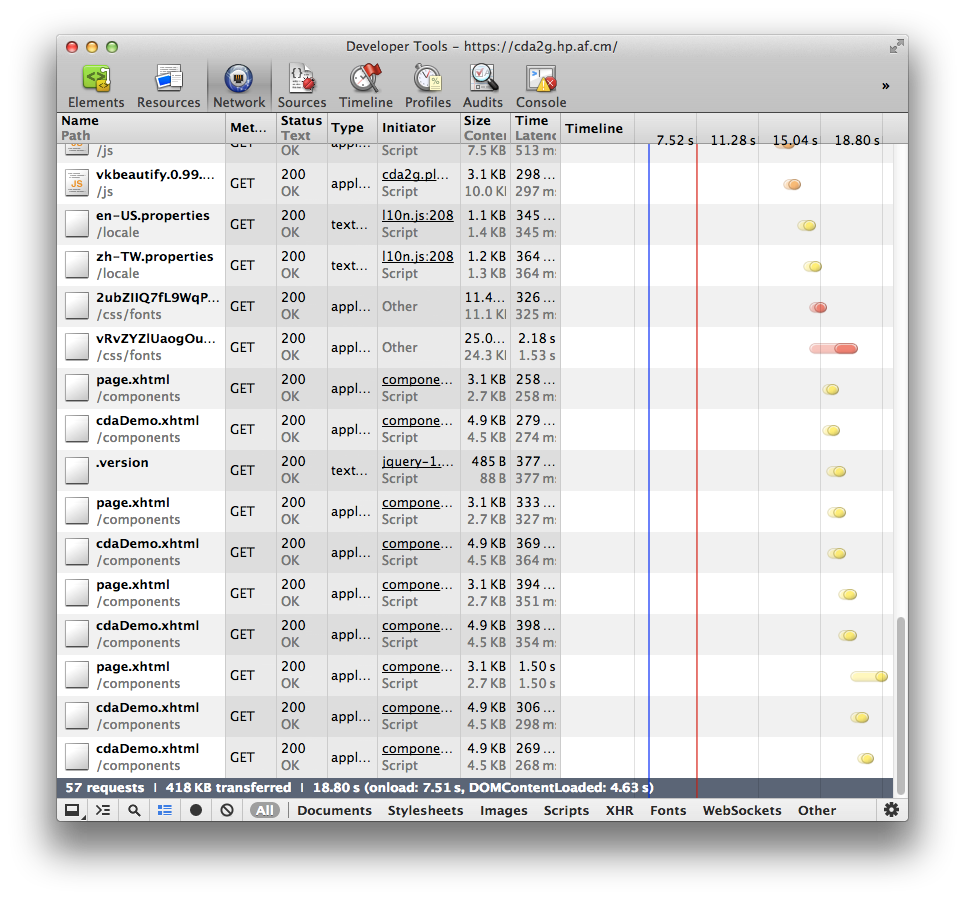 Developer Tools - https://cda2g.hp.af.cm/
Elements Resources Network Sources Timeline Profiles Audits Console »
Name Met... Status Type Initiator Size Time Timeline
Path Text Conter Latenc
7.52 s 11.28 s 15.04 s 18.80 s
GET appl...
/js OK Script 7.5 KB 513 ms
vkbeautify.0.99.... GET 200 appl... cda2g.pl... 3.1 KB 298 ...
JS /js OK Script 10.0 KB 297 ms
en-US.properties GET 200 text... l10n.js:208 1.1 KB 345 ...
/locale OK Script 1.4 KB 345 ms
zh-TW.properties GET 200 text... l10n.js:208 1.2 KB 364 ...
/locale OK Script 1.3 KB 364 ms
2ubZIIQ7fL9WqP... GET 200 appl... Other 11.4... 326 ...
/css/fonts OK 11.1 KB 325 ms
vRvZYZlUaogOu... GET 200 appl... Other 25.0... 2.18 s
/css/fonts OK 24.3 KB 1.53 s
page.xhtml GET 200 appl... compone... 3.1 KB 258 ...
/components OK Script 2.7 KB 258 ms
cdaDemo.xhtml GET 200 appl... compone... 4.9 KB 279 ...
/components OK Script 4.5 KB 274 ms
.version GET 200 text... jquery-1.... 485 B 377 ...
OK Script 88 B 377 ms
page.xhtml GET 200 appl... compone... 3.1 KB 333 ...
/components OK Script 2.7 KB 327 ms
cdaDemo.xhtml GET 200 appl... compone... 4.9 KB 369 ...
/components OK Script 4.5 KB 364 ms
page.xhtml GET 200 appl... compone... 3.1 KB 394 ...
/components OK Script 2.7 KB 351 ms
cdaDemo.xhtml GET 200 appl... compone... 4.9 KB 398 ...
/components OK Script 4.5 KB 354 ms
page.xhtml GET 200 appl... compone... 3.1 KB 1.50 s
/components OK Script 2.7 KB 1.50 s
cdaDemo.xhtml GET 200 appl... compone... 4.9 KB 306 ...
/components OK Script 4.5 KB 298 ms
cdaDemo.xhtml GET 200 appl... compone... 4.9 KB 269 ...
/components OK Script 4.5 KB 268 ms
57 requests | 418 KB transferred | 18.80 s (onload: 7.51 s, DOMContentLoaded: 4.63 s)
All Documents Stylesheets Images Scripts XHR Fonts WebSockets Other